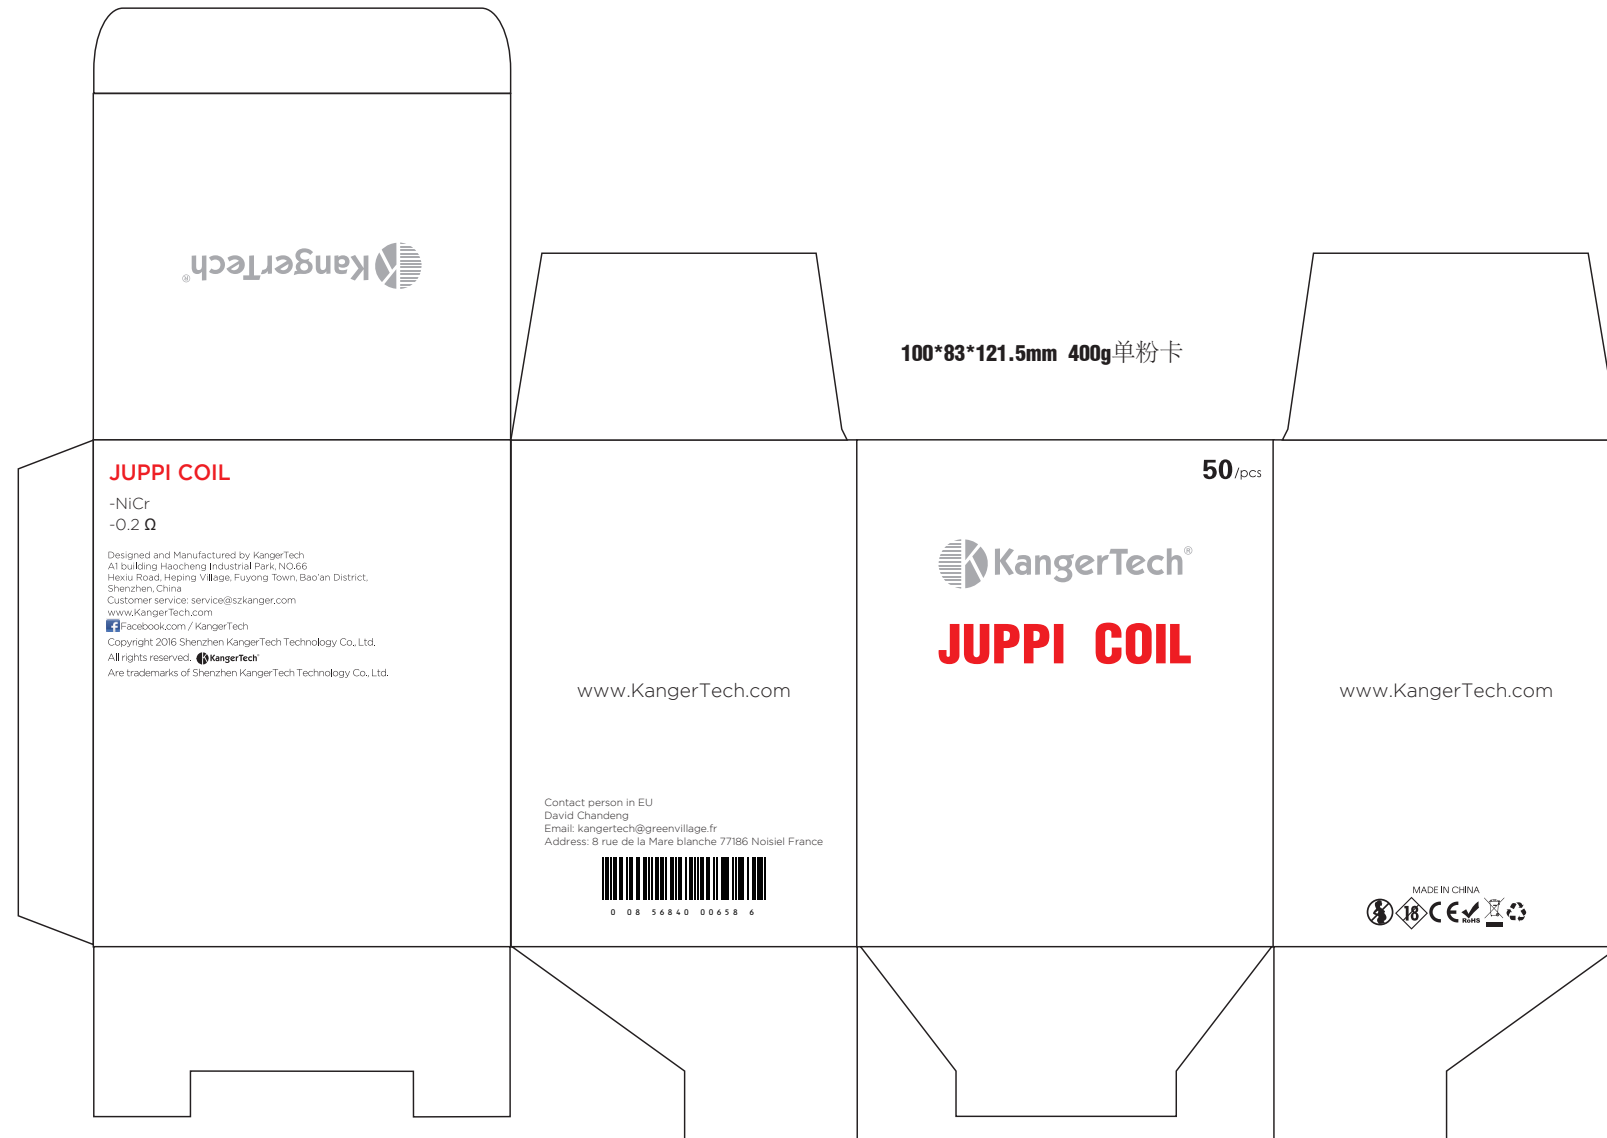 KangerTech®
100*83*121.5mm 400g单粉卡
JUPPI COIL
-NiCr
-0.2 Ω
Designed and Manufactured by KangerTech
A1 building Haocheng Industrial Park, NO.66
Hexiu Road, Heping Village, Fuyong Town, Bao'an District,
Shenzhen, China
Customer service: service@szkanger.com
www.KangerTech.com
Facebook.com / KangerTech
Copyright 2016 Shenzhen KangerTech Technology Co., Ltd.
All rights reserved. KangerTech®
Are trademarks of Shenzhen KangerTech Technology Co., Ltd.
www.KangerTech.com
Contact person in EU
David Chandeng
Email: kangertech@greenvillage.fr
Address: 8 rue de la Mare blanche 77186 Noisiel France
0 08 56840 00658 6
50/pcs
KangerTech®
JUPPI COIL
www.KangerTech.com
MADE IN CHINA
18 CE RoHS